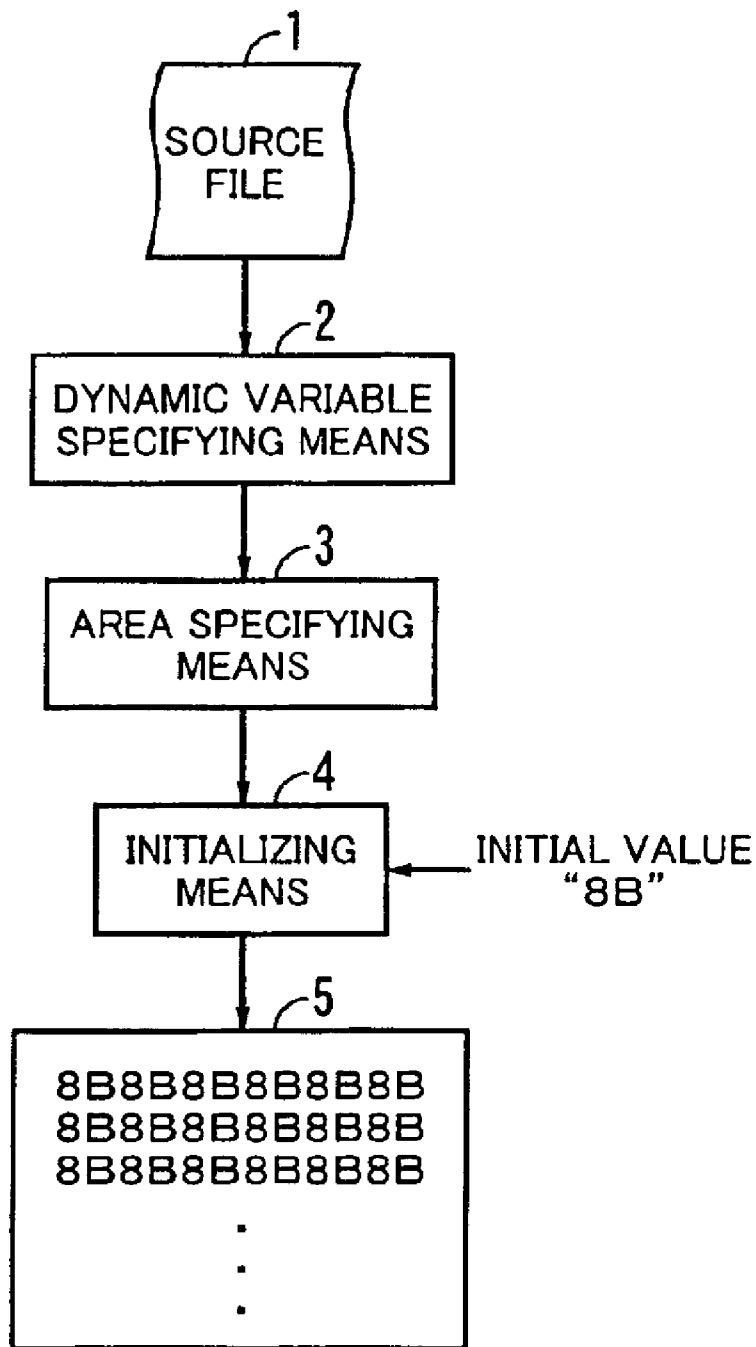 1
SOURCE
FILE
2
DYNAMIC VARIABLE
SPECIFYING MEANS
3
AREA SPECIFYING
MEANS
4
INITIALIZING
MEANS
INITIAL VALUE
“8B”
5
8B8B8B8B8B8B
8B8B8B8B8B8B
8B8B8B8B8B8B
.
.
.